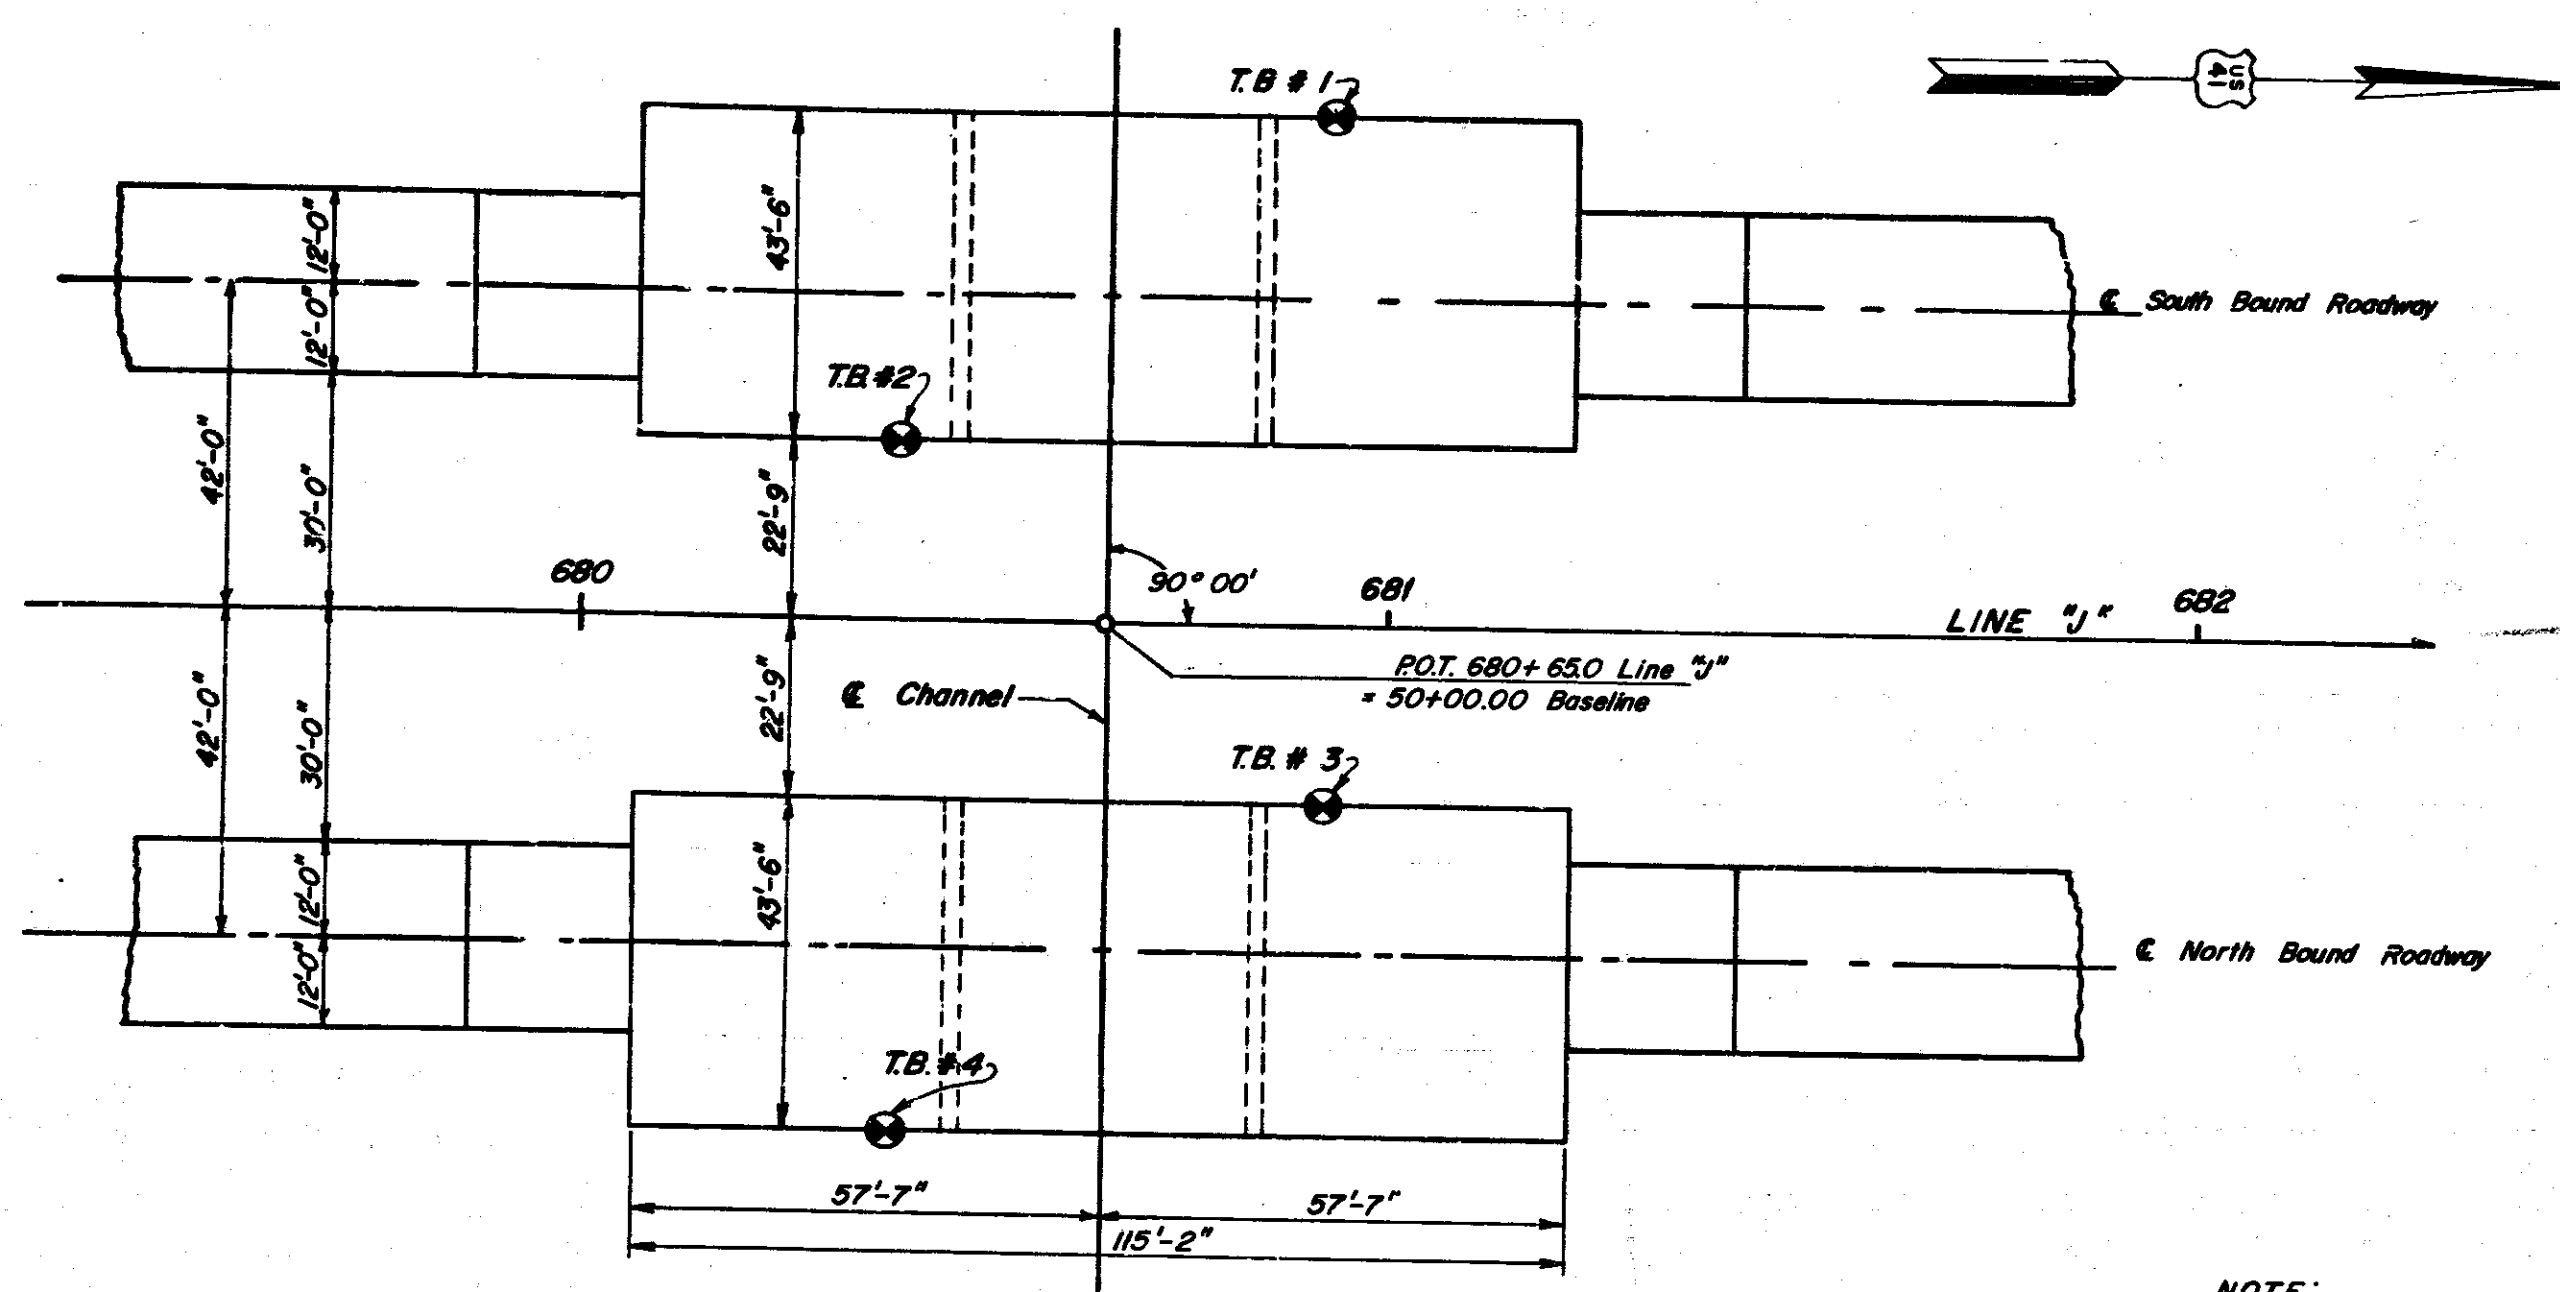 T.B # 1
US
41
12'-0"
43'-6"
12'-0"
℄ South Bound Roadway
T.B. #2
42'-0"
30'-0"
22'-9"
680
90° 00'
681
LINE "J"
682
P.O.T. 680+65.0 Line "J"
= 50+00.00 Baseline
℄ Channel
42'-0"
30'-0"
22'-9"
T.B. # 3
12'-0"
43'-6"
12'-0"
℄ North Bound Roadway
T.B. #4
57'-7"
57'-7"
115'-2"
NOTE: